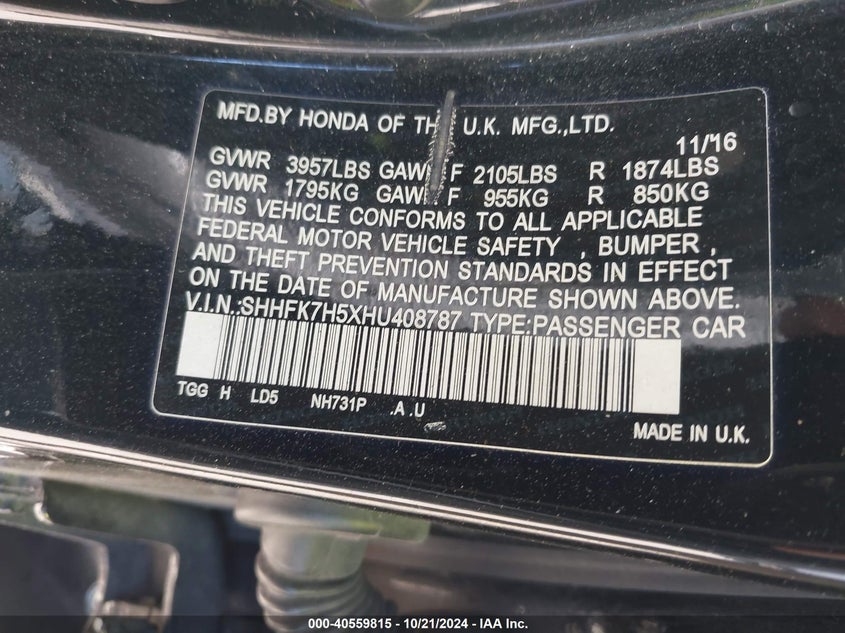 MFD.BY HONDA OF TH U.K. MFG.,LTD.
11/16
GVWR 3957LBS GAW F 2105LBS R 1874LBS
GVWR 1795KG GAW F 955KG R 850KG
THIS VEHICLE CONFORMS TO ALL APPLICABLE
FEDERAL MOTOR VEHICLE SAFETY , BUMPER ,
AND THEFT PREVENTION STANDARDS IN EFFECT
ON THE DATE OF MANUFACTURE SHOWN ABOVE.
V.I.N.:SHHFK7H5XHU408787 TYPE:PASSENGER CAR
TGG H LD5 NH731P .A .U
MADE IN U.K.
000-40559815 - 10/21/2024 - IAA Inc.